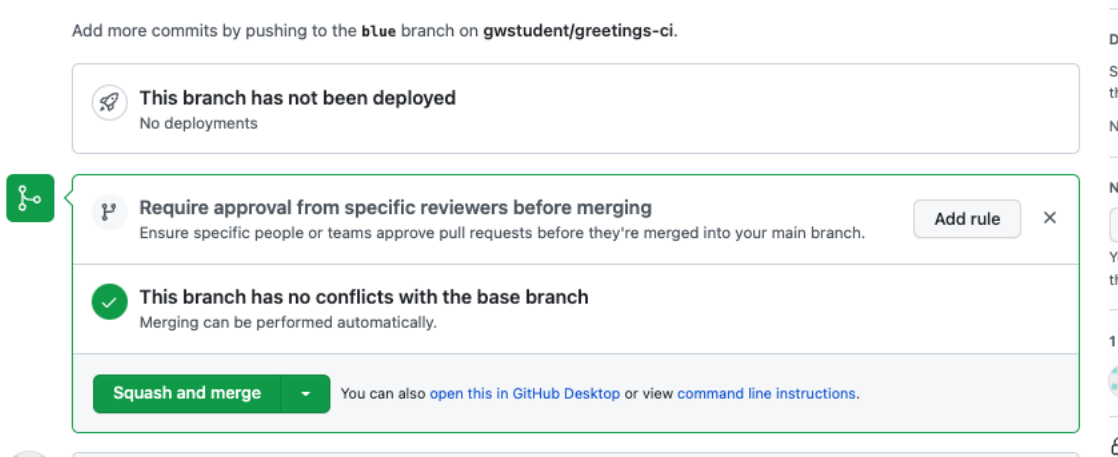 Add more commits by pushing to the blue branch on gwstudent/greetings-ci.
This branch has not been deployed
No deployments
Require approval from specific reviewers before merging
Ensure specific people or teams approve pull requests before they're merged into your main branch.
Add rule
This branch has no conflicts with the base branch
Merging can be performed automatically.
Squash and merge
You can also open this in GitHub Desktop or view command line instructions.
1